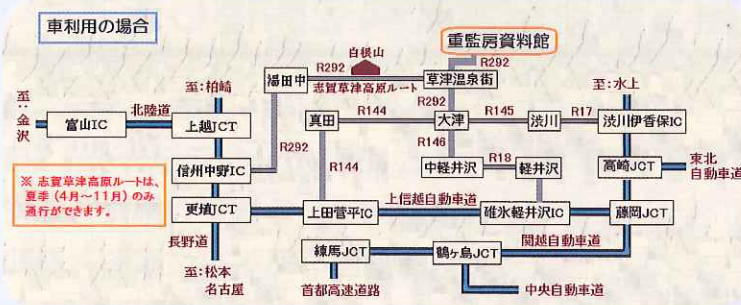 車利用の場合
白根山
重監房資料館
R292
湯田中
R292
志賀草津高原ルート
草津温泉街
至:柏崎
R292
至:水上
至:金沢
北陸道
富山IC
上越JCT
真田
R144
大津
R145
渋川
R17
渋川伊香保IC
R292
R146
信州中野IC
R144
中軽井沢
R18
軽井沢
高崎JCT
東北
自動車道
※ 志賀草津高原ルートは、
夏季(4月~11月)のみ
通行ができます。
更埴JCT
上田菅平IC
上信越自動車道
碓氷軽井沢IC
藤岡JCT
長野道
練馬JCT
鶴ヶ島JCT
関越自動車道
至:松本
名古屋
首都高速道路
中央自動車道